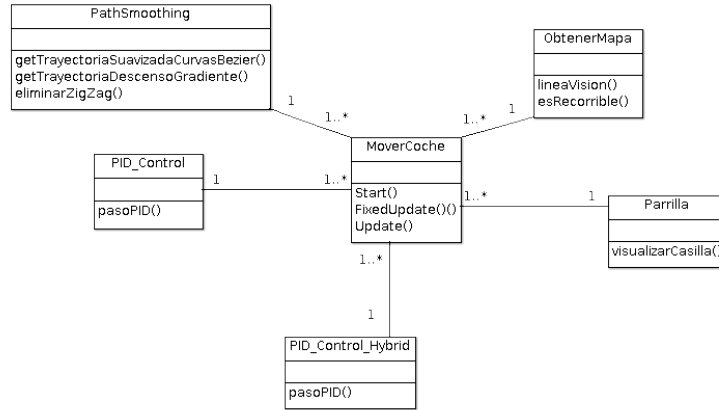 PathSmoothing
getTrayectoriaSuavizadaCurvasBezier()
getTrayectoriaDescensoGradiente()
eliminarZigZag()
ObtenerMapa
lineaVision()
esRecorrible()
1
1..*
1
1..*
MoverCoche
Start()
FixedUpdate()()
Update()
PID_Control
pasoPID()
1
1..*
1..*
1
Parrilla
visualizarCasilla()
1..*
1
PID_Control_Hybrid
pasoPID()